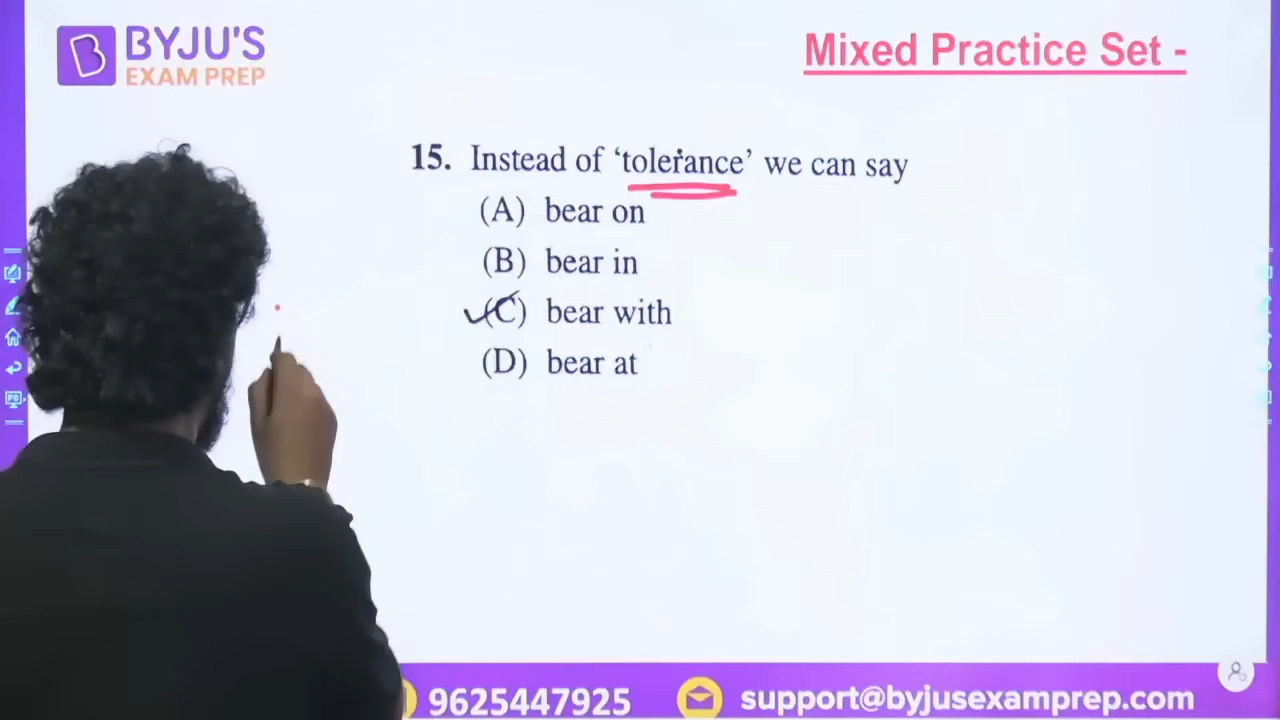 BYJU'S
EXAM PREP
Mixed Practice Set -
15. Instead of ‘tolerance’ we can say
(A) bear on
(B) bear in
(C) bear with
(D) bear at
9625447925
support@byjusexamprep.com